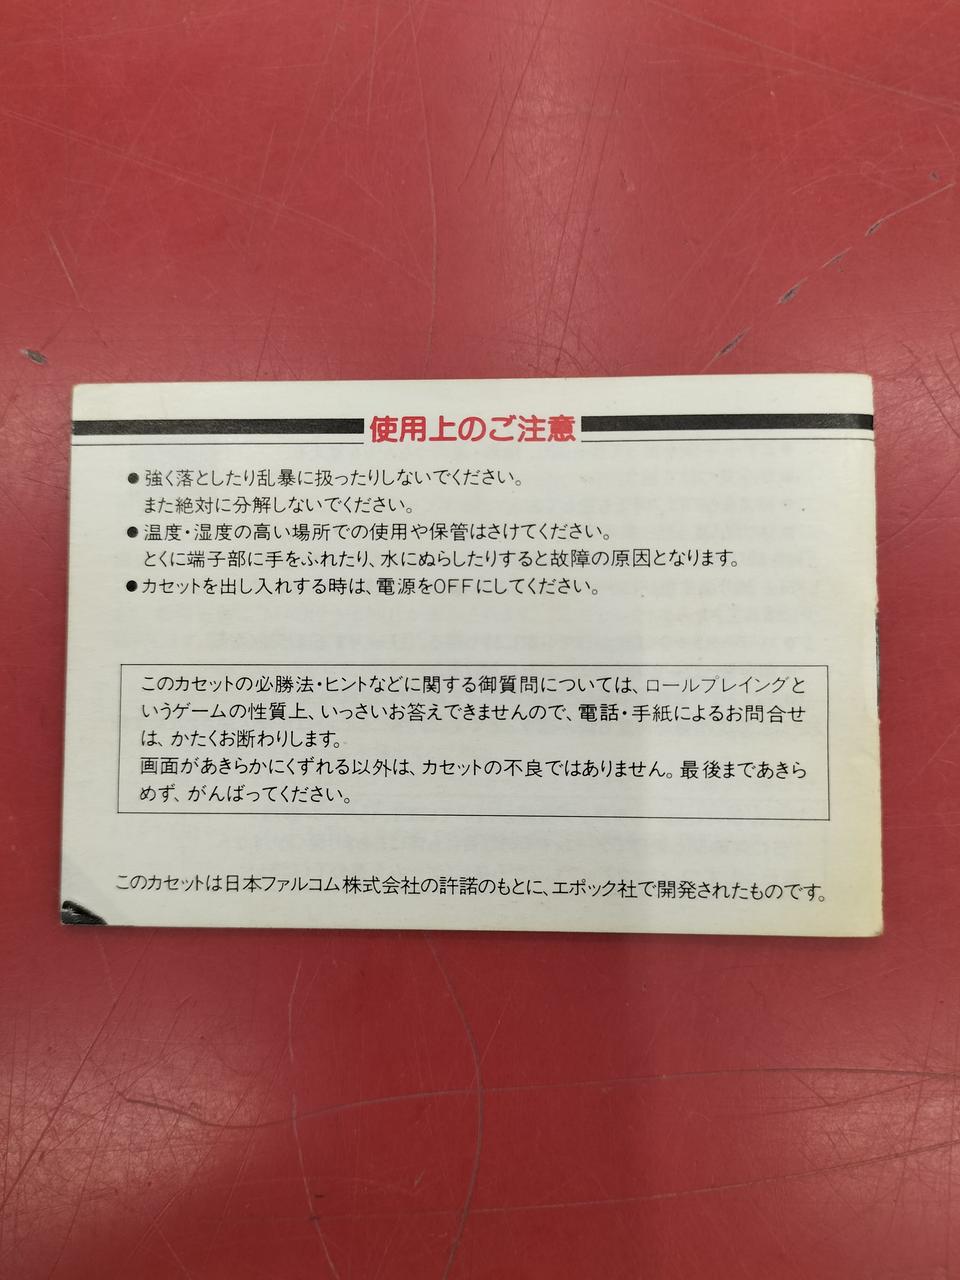 使用上のご注意
●強く落としたり乱暴に扱ったりしないでください。
また絶対に分解しないでください。
●温度・湿度の高い場所での使用や保管はさけてください。
とくに端子部に手をふれたり、水にぬらしたりすると故障の原因となります。
●カセットを出し入れする時は、電源をOFFにしてください。
このカセットの必勝法・ヒントなどに関する御質問については、ロールプレイングと
いうゲームの性質上、いっさいお答えできませんので、電話・手紙によるお問合せ
は、かたくお断わりします。
画面があきらかにくずれる以外は、カセットの不良ではありません。最後まであきら
めず、がんばってください。
このカセットは日本ファルコム株式会社の許諾のもとに、エポック社で開発されたものです。